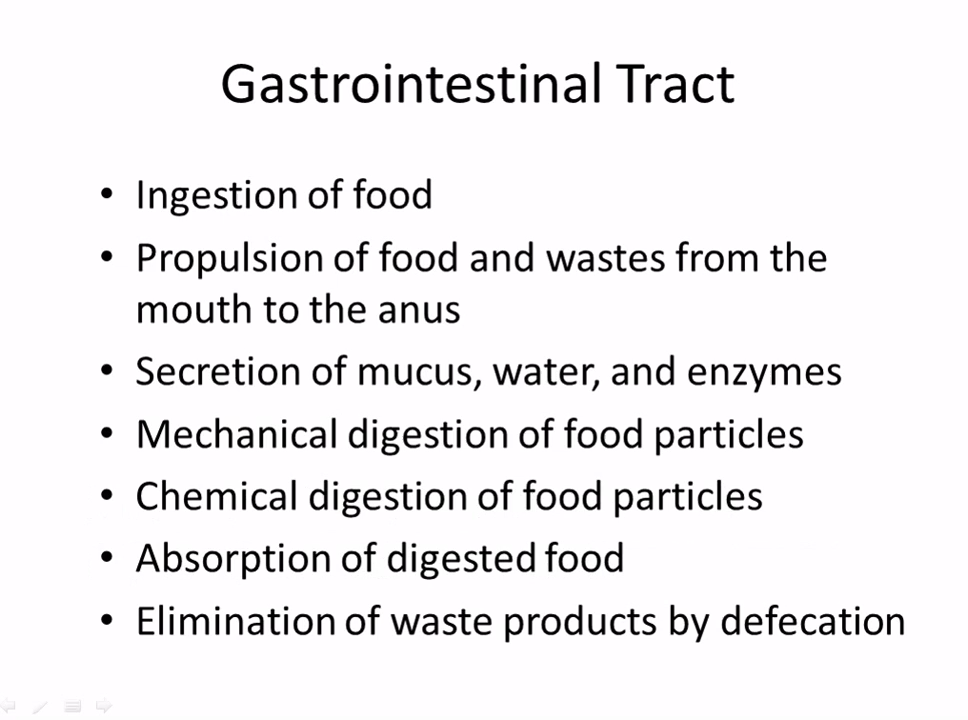 Gastrointestinal Tract
• Ingestion of food
• Propulsion of food and wastes from the
mouth to the anus
• Secretion of mucus, water, and enzymes
• Mechanical digestion of food particles
• Chemical digestion of food particles
• Absorption of digested food
• Elimination of waste products by defecation